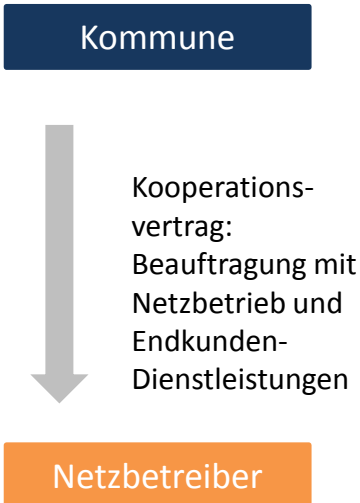 Kommune
Kooperations-
vertrag:
Beauftragung mit
Netzbetrieb und
Endkunden-
Dienstleistungen
Netzbetreiber